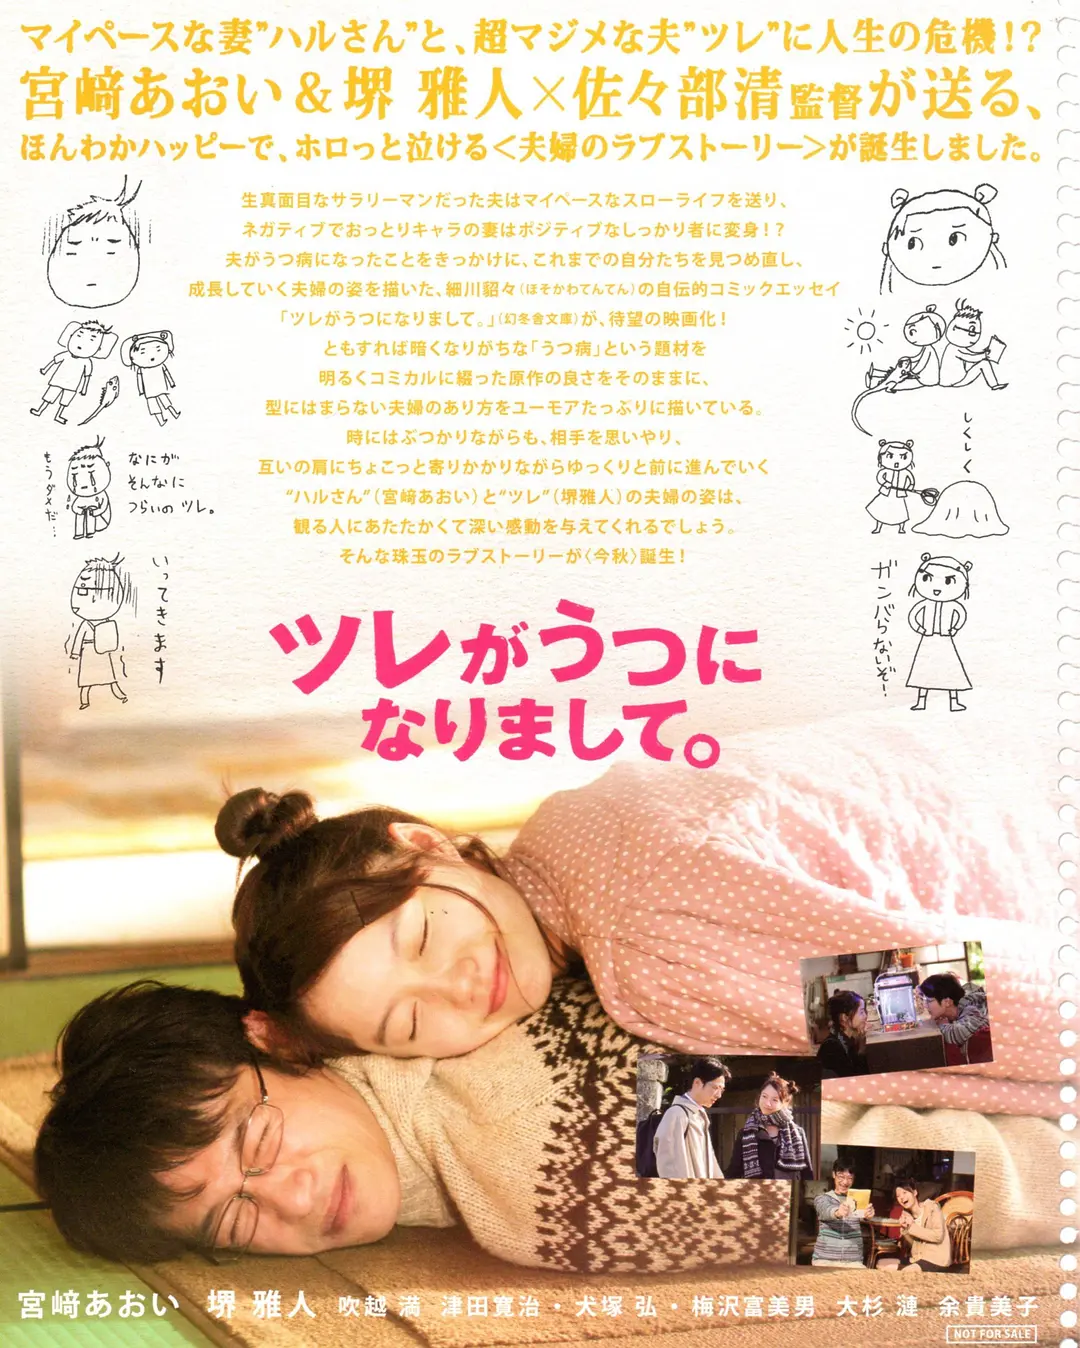 マイペースな妻”ハルさん”と、超マジメな夫”ツレ”に人生の危機!?
宮﨑あおい&堺 雅人×佐々部清監督が送る、
ほんわかハッピーで、ホロっと泣ける<夫婦のラブストーリー>が誕生しました。
生真面目なサラリーマンだった夫はマイペースなスローライフを送り、
ネガティブでおっとりキャラの妻はポジティブなしっかり者に変身!?
夫がうつ病になったことをきっかけに、これまでの自分たちを見つめ直し、
成長していく夫婦の姿を描いた、細川貂々(ほそかわてんてん)の自伝的コミックエッセイ
「ツレがうつになりまして。」(幻冬舎文庫)が、待望の映画化!
ともすれば暗くなりがちな「うつ病」という題材を
明るくコミカルに綴った原作の良さをそのままに、
型にはまらない夫婦のあり方をユーモアたっぷりに描いている。
時にはぶつかりながらも、相手を思いやり、
互いの肩にちょこっと寄りかかりながらゆっくりと前に進んでいく
“ハルさん”(宮﨑あおい)と“ツレ”(堺雅人)の夫婦の姿は、
観る人にあたたかくて深い感動を与えてくれるでしょう。
そんな珠玉のラブストーリーが〈今秋〉誕生!
もうダメだ…
なにが
そんなに
つらいの ツレ。
いってきます
しくしく
ガンバらないぞ!
ツレがうつに
なりまして。
宮﨑あおい 堺 雅人 吹越 満 津田寛治・犬塚 弘・梅沢富美男 大杉 漣 余貴美子
NOT FOR SALE